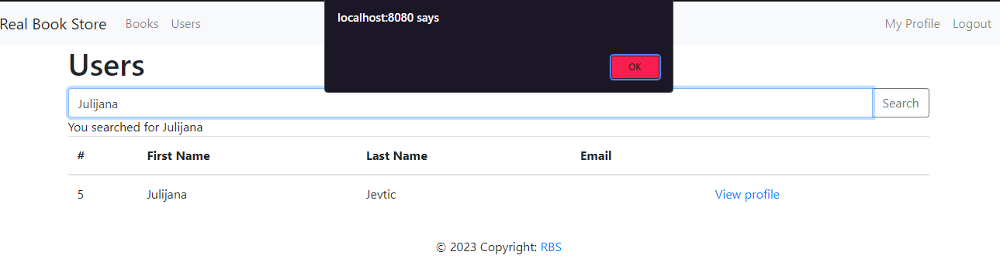 localhost:8080 says
OK
Real Book Store Books Users My Profile Logout
Users
Julijana Search
You searched for Julijana
# First Name Last Name Email
5 Julijana Jevtic View profile
© 2023 Copyright: RBS